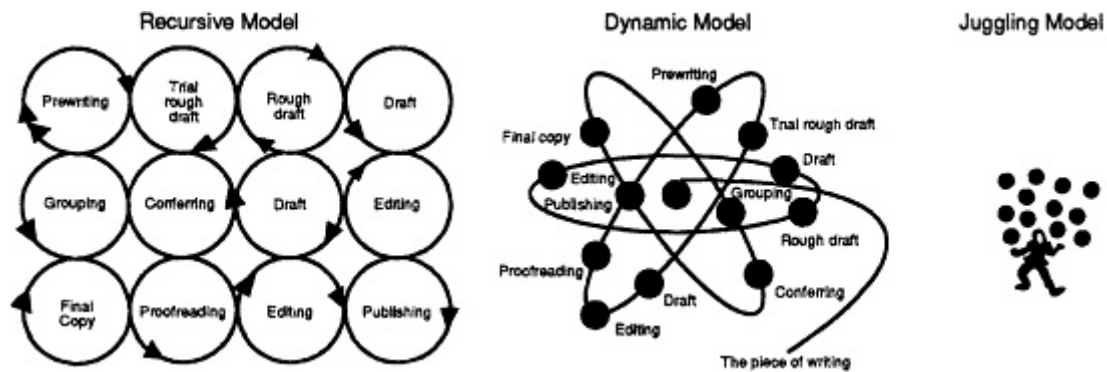 Recursive Model
Prewriting
Trial
rough
draft
Rough
draft
Draft
Grouping
Conferring
Draft
Editing
Final
Copy
Proofreading
Editing
Publishing
Dynamic Model
Prewriting
Final copy
Trial rough draft
Draft
Editing
Grouping
Publishing
Rough draft
Proofreading
Conferring
Draft
Editing
The piece of writing
Juggling Model